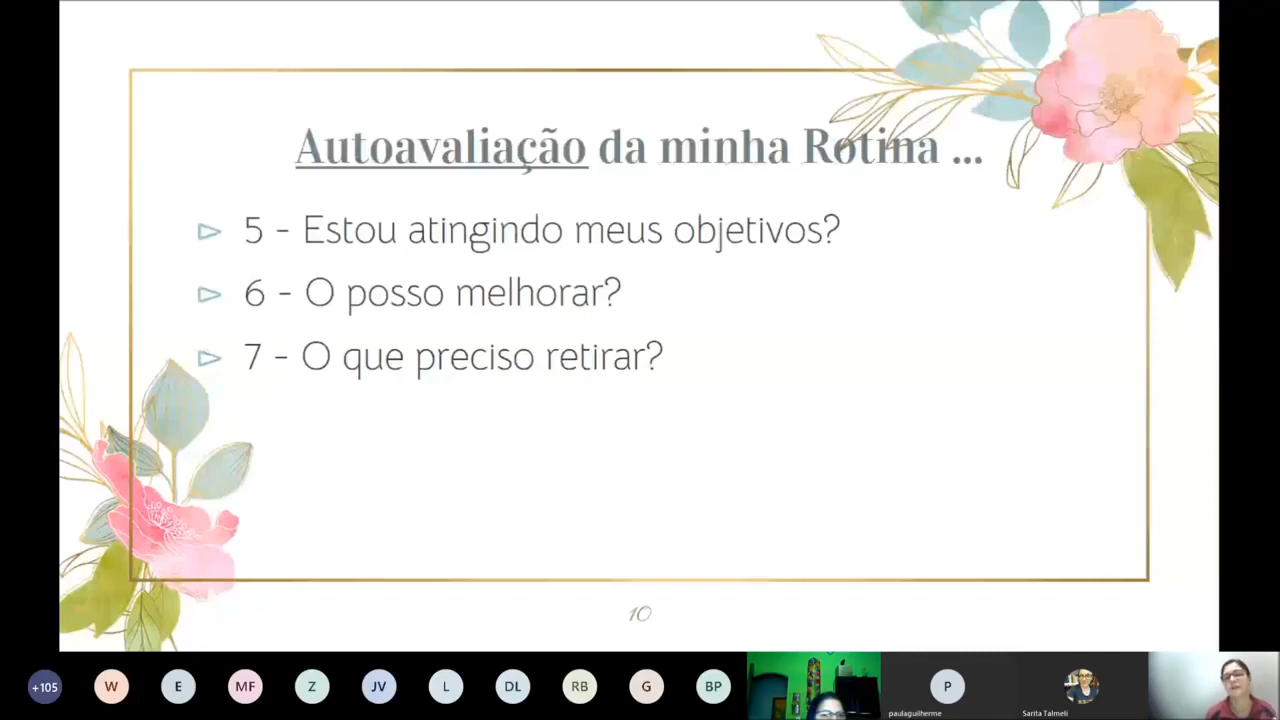 Autoavaliação da minha Rotina ...
5 - Estou atingindo meus objetivos?
6 - O posso melhorar?
7 - O que preciso retirar?
10
+105 W E MF Z JV L DL RB G BP P
paulaguilherme Sarita Talmeli